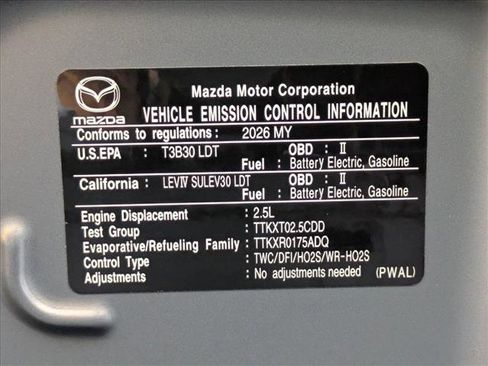 Mazda Motor Corporation
mazda
VEHICLE EMISSION CONTROL INFORMATION
Conforms to regulations: 2026 MY
U.S.EPA : T3B30 LDT OBD : II
Fuel : Battery Electric, Gasoline
California : LEVIV SULEV30 LDT OBD : II
Fuel : Battery Electric, Gasoline
Engine Displacement : 2.5L
Test Group : TTKXT02.5CDD
Evaporative/Refueling Family : TTKXR0175ADQ
Control Type : TWC/DFI/HO2S/WR-HO2S
Adjustments : No adjustments needed (PWAL)